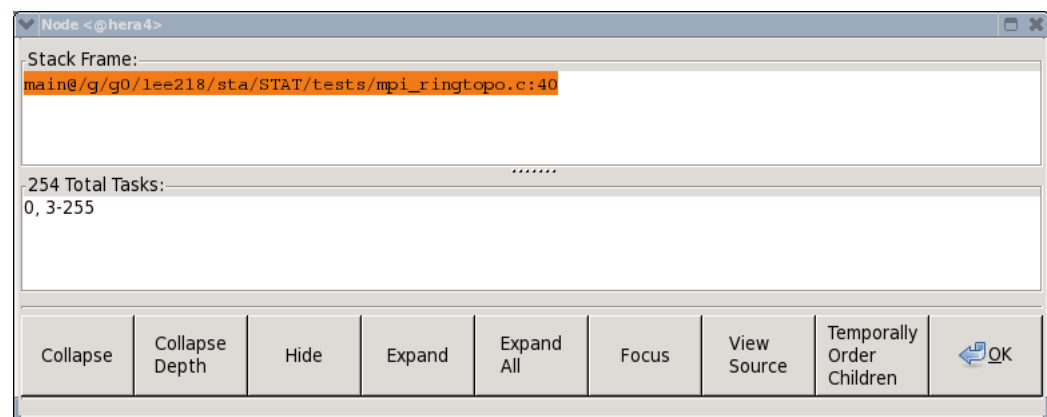 Node <@hera4>
Stack Frame:
main@/g/g0/lee218/sta/STAT/tests/mpi_ringtopo.c:40
254 Total Tasks:
0, 3-255
Collapse
Collapse
Depth
Hide
Expand
Expand
All
Focus
View
Source
Temporally
Order
Children
OK